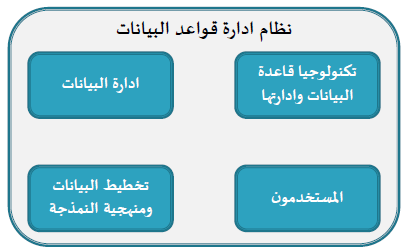 نظام ادارة قواعد البيانات
تكنولوجيا قاعدة
البيانات وادارتها
ادارة البيانات
المستخدمون
تخطيط البيانات
ومنهجية النمذجة